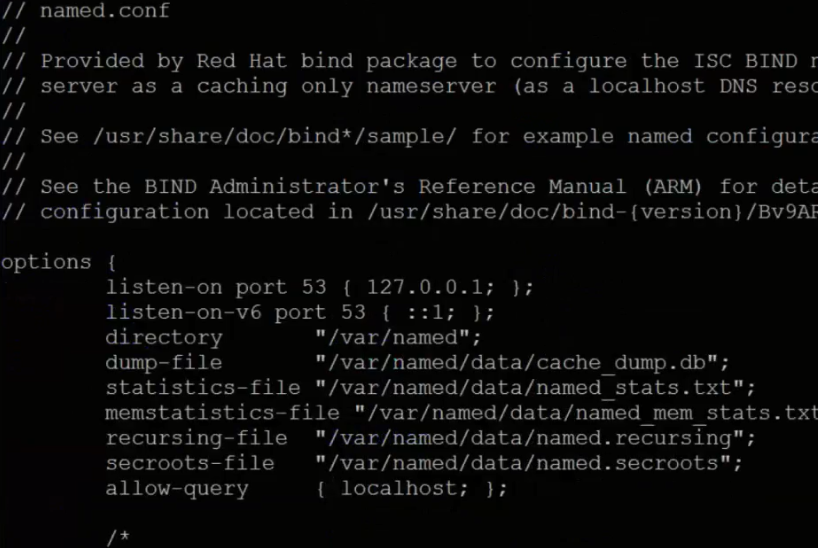 // named.conf
//
// Provided by Red Hat bind package to configure the ISC BIND
// server as a caching only nameserver (as a localhost DNS
//
// See /usr/share/doc/bind*/sample/ for example named
//
// See the BIND Administrator's Reference Manual (ARM) for
// configuration located in /usr/share/doc/bind-{version}/Bv9AR
options {
listen-on port 53 { 127.0.0.1; };
listen-on-v6 port 53 { ::1; };
directory "/var/named";
dump-file "/var/named/data/cache_dump.db";
statistics-file "/var/named/data/named_stats.txt";
memstatistics-file "/var/named/data/named_mem_stats.txt
recursing-file "/var/named/data/named.recursing";
secroots-file "/var/named/data/named.secroots";
allow-query { localhost; };
/*